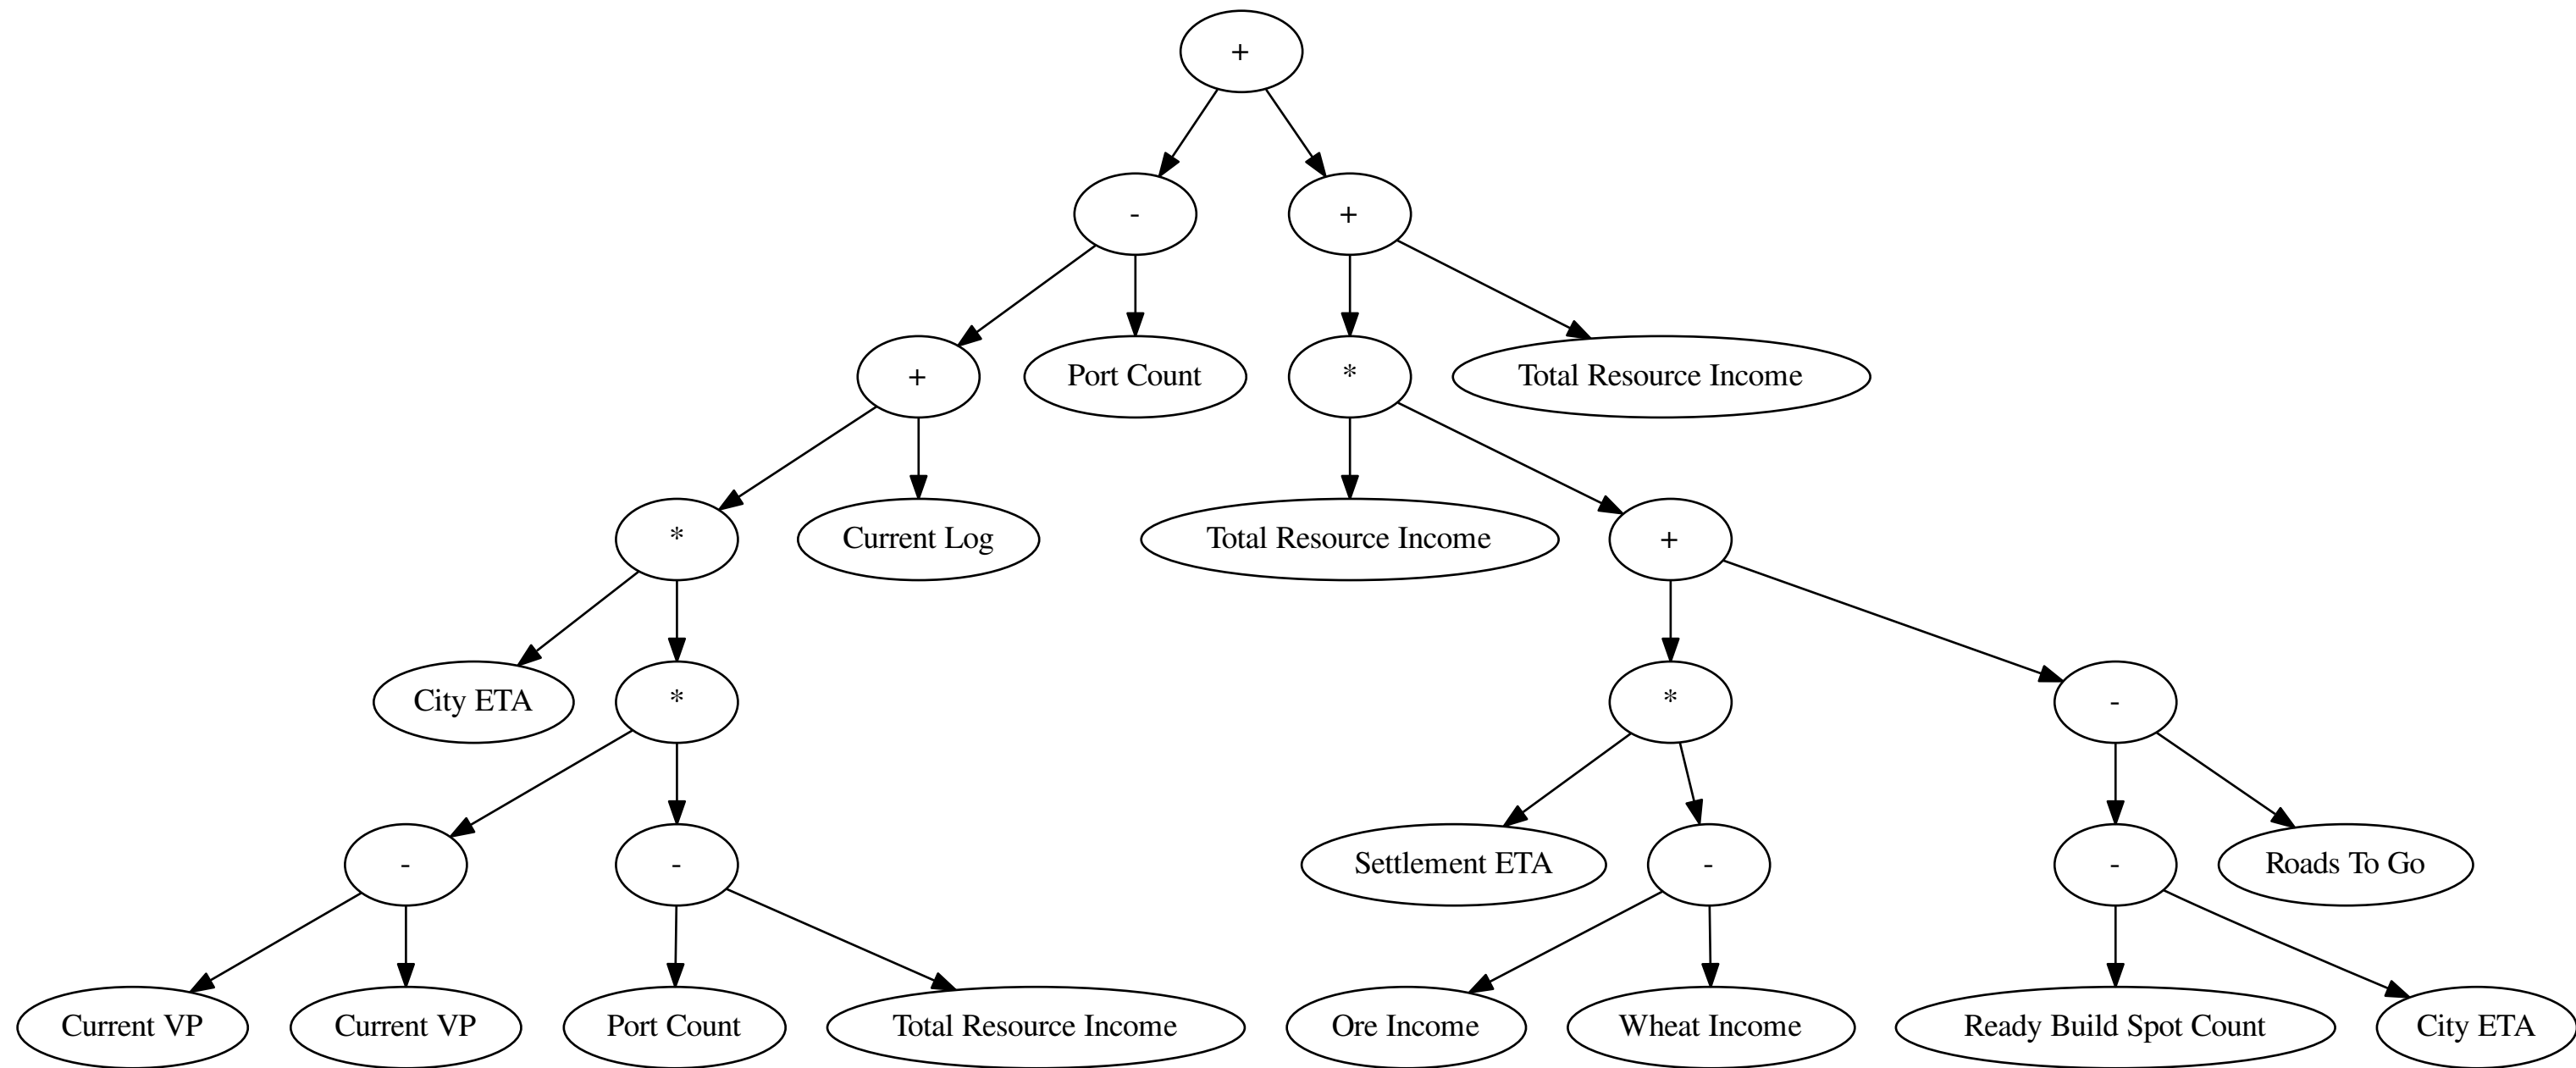 +
-
+
+
Port Count
*
Total Resource Income
*
Current Log
Total Resource Income
+
City ETA
*
*
-
-
-
Settlement ETA
-
-
Roads To Go
Current VP
Current VP
Port Count
Total Resource Income
Ore Income
Wheat Income
Ready Build Spot Count
City ETA